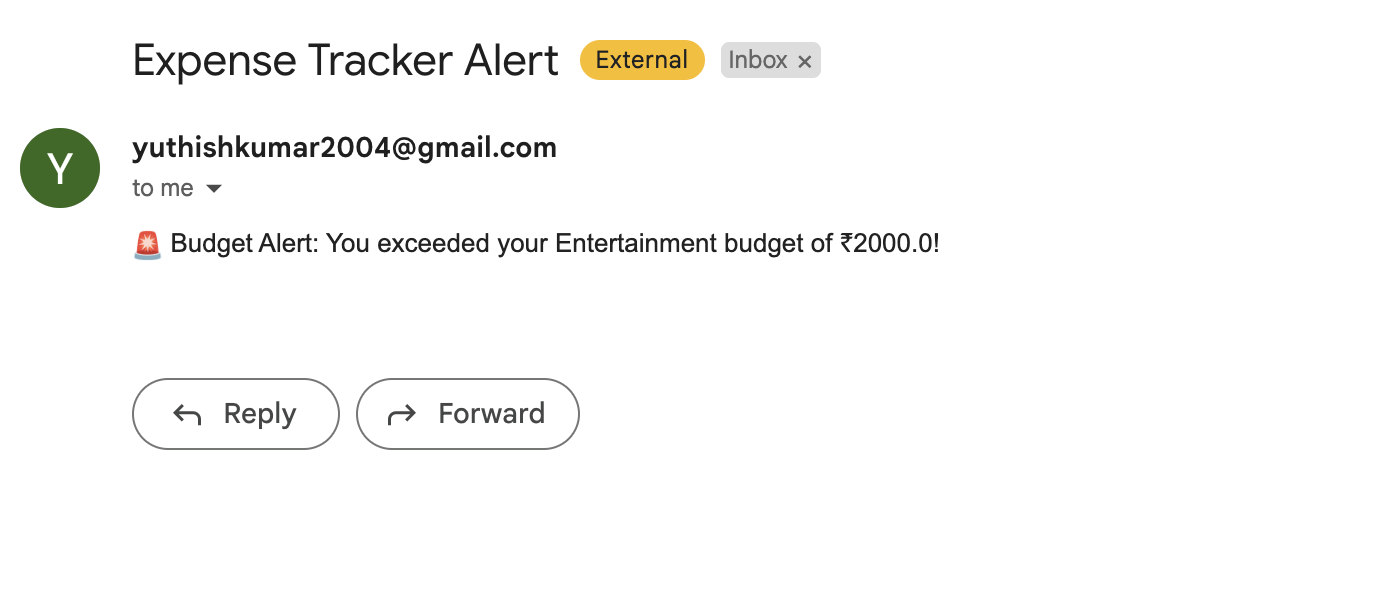 Expense Tracker Alert External Inbox ×
Y
yuthishkumar2004@gmail.com
to me
🚨 Budget Alert: You exceeded your Entertainment budget of ₹2000.0!
Reply Forward